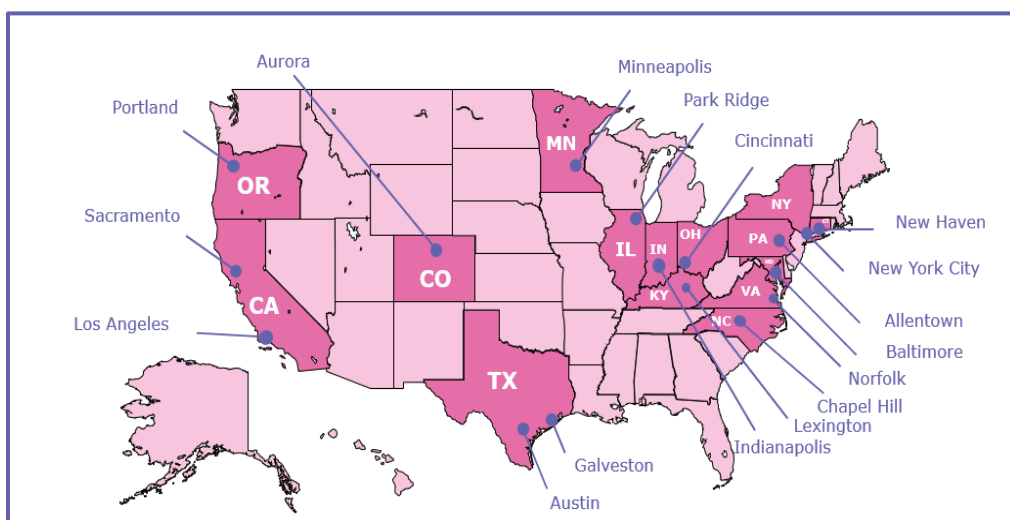 Aurora
Minneapolis
Park Ridge
Portland
Cincinnati
MN
OR
NY
Sacramento
New Haven
OH
IL
IN
PA
New York City
CO
CA
KY
VA
Los Angeles
NC
Allentown
Baltimore
TX
Norfolk
Chapel Hill
Lexington
Indianapolis
Galveston
Austin